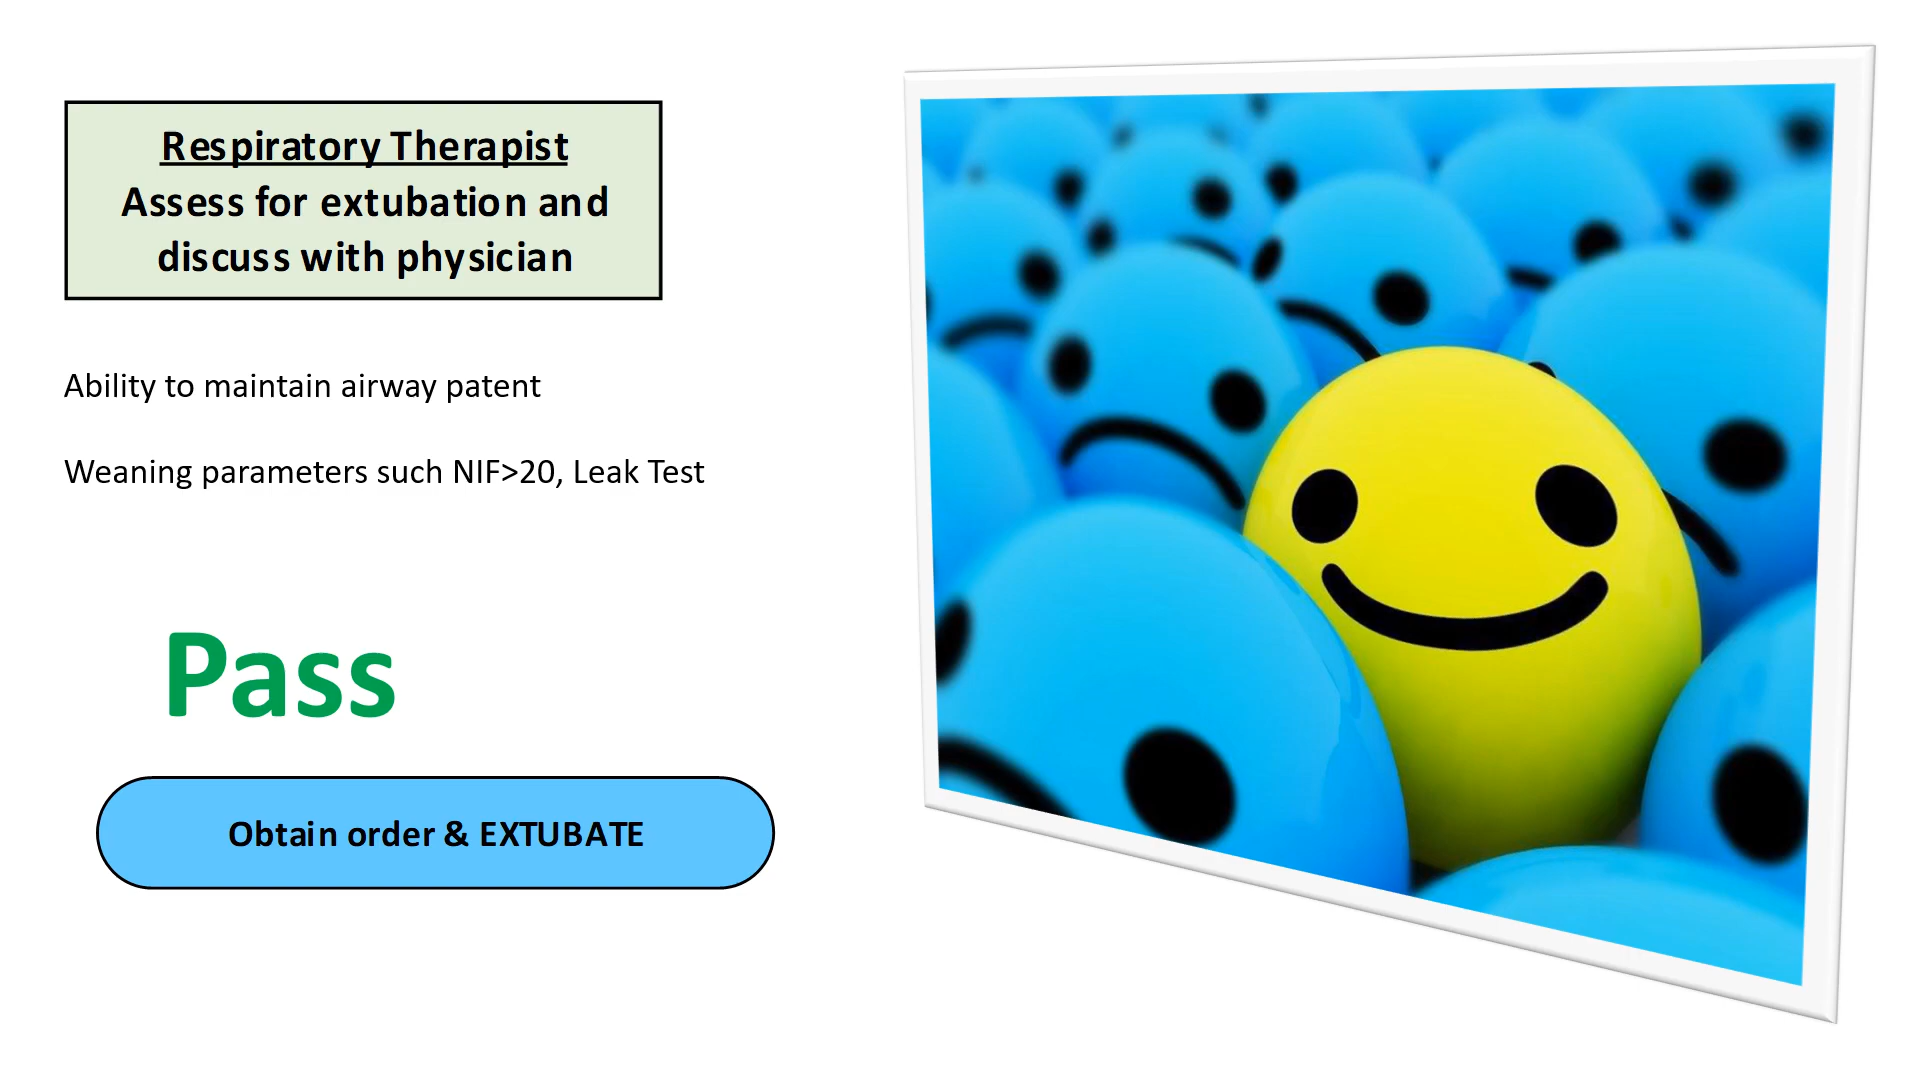 Respiratory Therapist
Assess for extubation and
discuss with physician
Ability to maintain airway patent
Weaning parameters such NIF>20, Leak Test
Pass
Obtain order & EXTUBATE